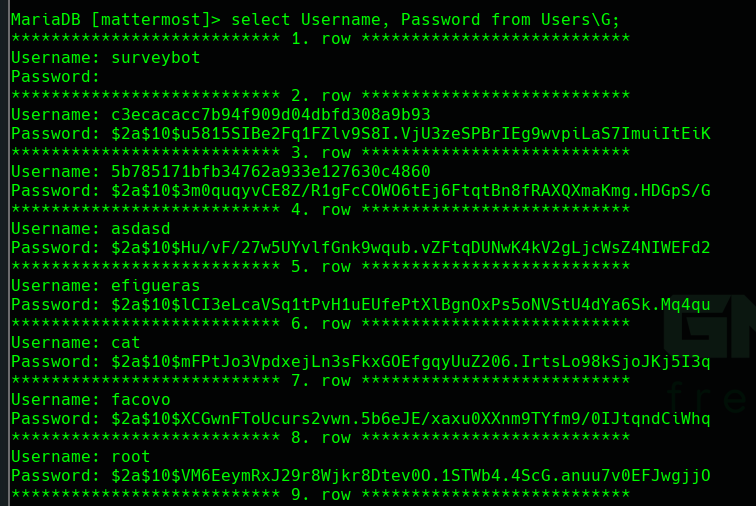 MariaDB [mattermost]> select Username, Password from Users\G;
*************************** 1. row ***************************
Username: surveybot
Password:
*************************** 2. row ***************************
Username: c3ecacacc7b94f909d04dbfd308a9b93
Password: $2a$10$u5815SIBe2Fq1FZlv9S8I.VjU3zeSPBrIEg9wvpiLaS7ImuiItEiK
*************************** 3. row ***************************
Username: 5b785171bfb34762a933e127630c4860
Password: $2a$10$3m0quqyvCE8Z/R1gFcCOWO6tEj6FtqtBn8fRAXQXmaKmg.HDGpS/G
*************************** 4. row ***************************
Username: asdasd
Password: $2a$10$Hu/vF/27w5UYvlfGnk9wqub.vZFtqDUNwK4kV2gLjcWsZ4NIWEFd2
*************************** 5. row ***************************
Username: efigueras
Password: $2a$10$lCI3eLcaVSq1tPvH1uEUfePtXlBgnOxPs5oNVStU4dYa6Sk.Mq4qu
*************************** 6. row ***************************
Username: cat
Password: $2a$10$mFPtJo3VpdxejLn3sFkxGOEfgqyUuZ206.IrtsLo98kSjoJKj5I3q
*************************** 7. row ***************************
Username: facovo
Password: $2a$10$XCGwnFToUcurs2vwn.5b6eJE/xaxu0XXnm9TYfm9/0IJtqndCiWhq
*************************** 8. row ***************************
Username: root
Password: $2a$10$VM6EeymRxJ29r8Wjkr8Dtev0O.1STWb4.4ScG.anuu7v0EFJwgjjO
*************************** 9. row ***************************
GN
fre